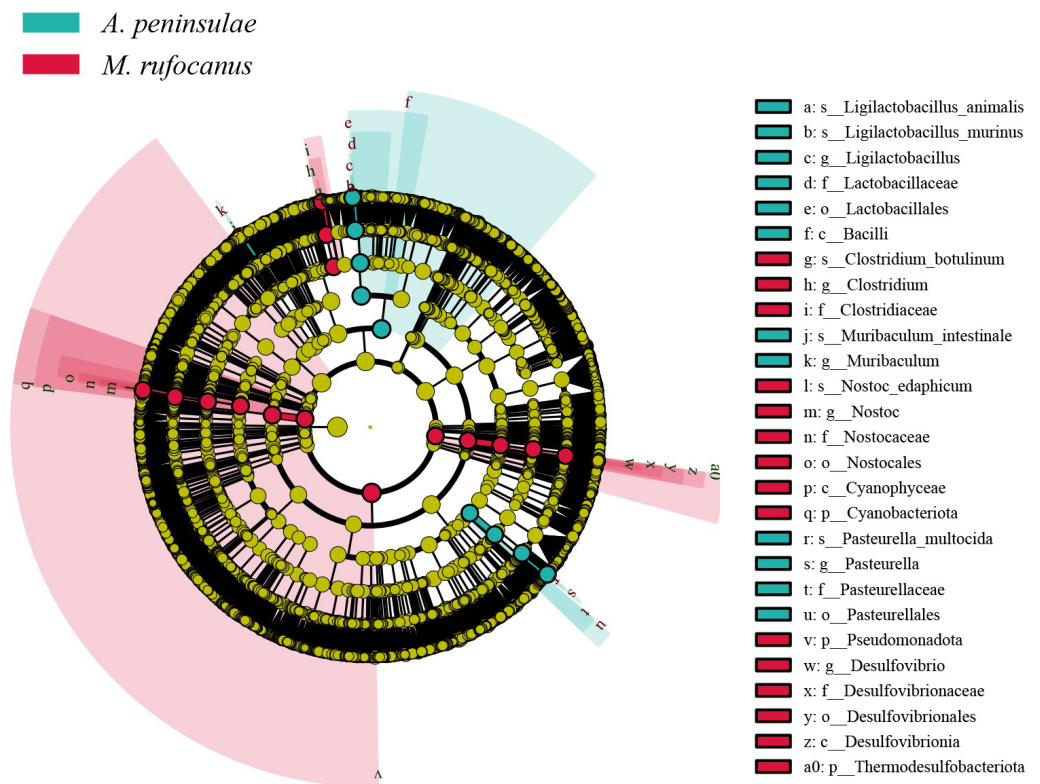 A. peninsulae
M. rufocanus
f
e
d
c
b
i
h
g
k
q
p
o
n
m
l
w
x
y
z
a0
s
t
u
v
a: s__Ligilactobacillus_animalis
b: s__Ligilactobacillus_murinus
c: g__Ligilactobacillus
d: f__Lactobacillaceae
e: o__Lactobacillales
f: c__Bacilli
g: s__Clostridium_botulinum
h: g__Clostridium
i: f__Clostridiaceae
j: s__Muribaculum_intestinale
k: g__Muribaculum
l: s__Nostoc_edaphicum
m: g__Nostoc
n: f__Nostocaceae
o: o__Nostocales
p: c__Cyanophyceae
q: p__Cyanobacteriota
r: s__Pasteurella_multocida
s: g__Pasteurella
t: f__Pasteurellaceae
u: o__Pasteurellales
v: p__Pseudomonadota
w: g__Desulfovibrio
x: f__Desulfovibrionaceae
y: o__Desulfovibrionales
z: c__Desulfovibrionia
a0: p__Thermodesulfobacteriota